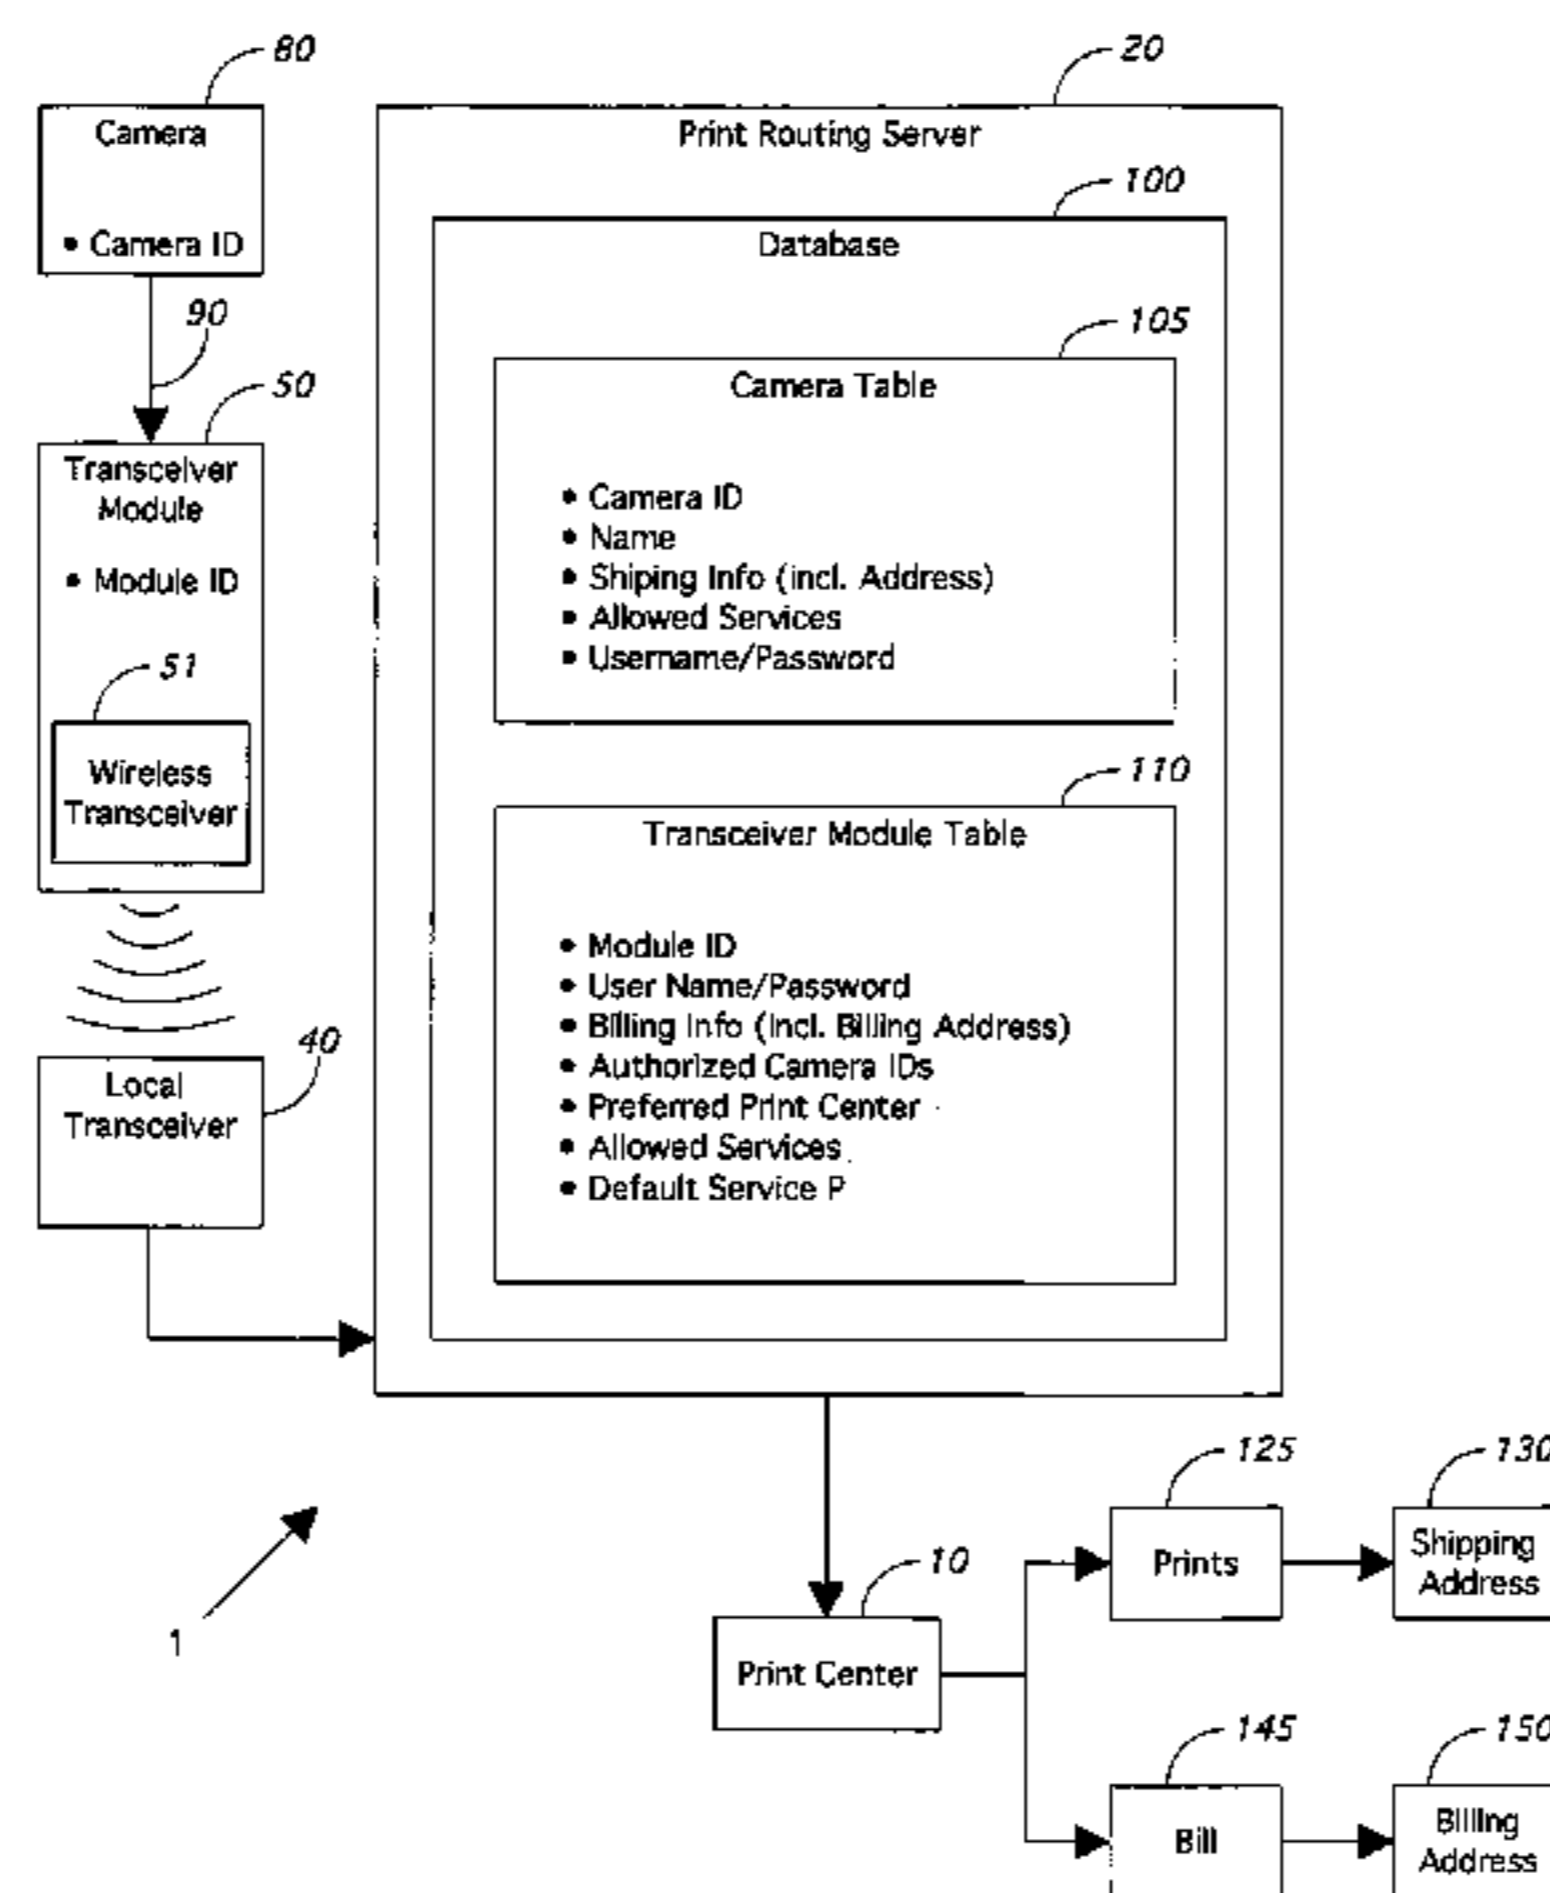 80
Camera
• Camera ID
90
50
Transceiver
Module
• Module ID
51
Wireless
Transceiver
40
Local
Transceiver
20
Print Routing Server
100
Database
105
Camera Table
• Camera ID
• Name
• Shiping Info (incl. Address)
• Allowed Services
• Username/Password
110
Transceiver Module Table
• Module ID
• User Name/Password
• Billing Info (Incl. Billing Address)
• Authorized Camera IDs
• Preferred Print Center
• Allowed Services
• Default Service P
1
10
Print Center
125
Prints
130
Shipping
Address
145
Bill
150
Billing
Address